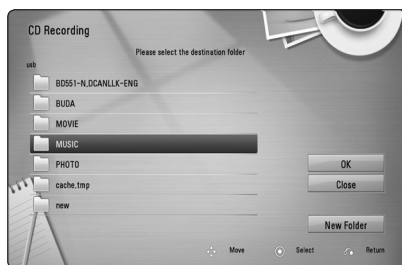 CD Recording
Please select the destination folder
usb
BD551-N,DCANLLK-ENG
BUDA
MOVIE
MUSIC
PHOTO
cache.tmp
new
OK
Close
New Folder
Move Select Return